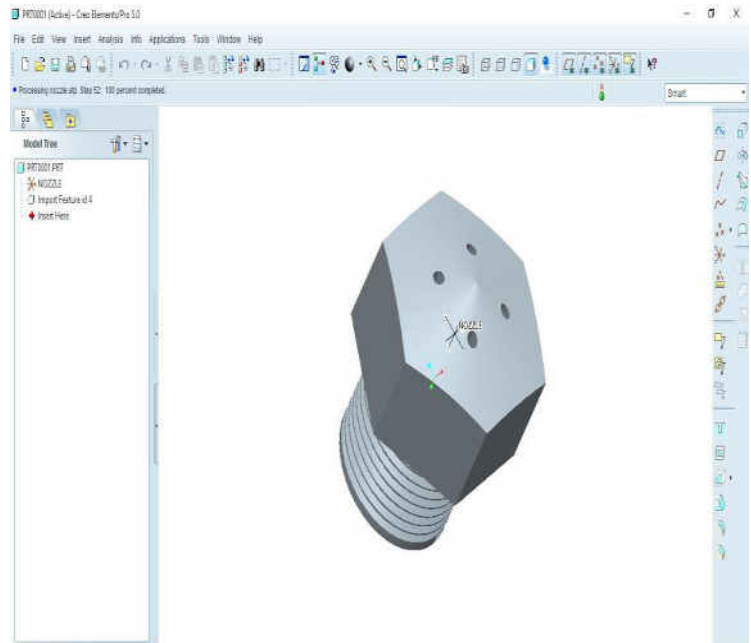 PRT0001 (Active) - Creo Elements/Pro 5.0
File Edit View Insert Analysis Info Applications Tools Window Help
Processing nozzle.stp Step 52: 100 percent completed.
Smart
Model Tree
PRT0001.PRT
NOZZLE
Import Feature id 4
Insert Here
NOZZLE